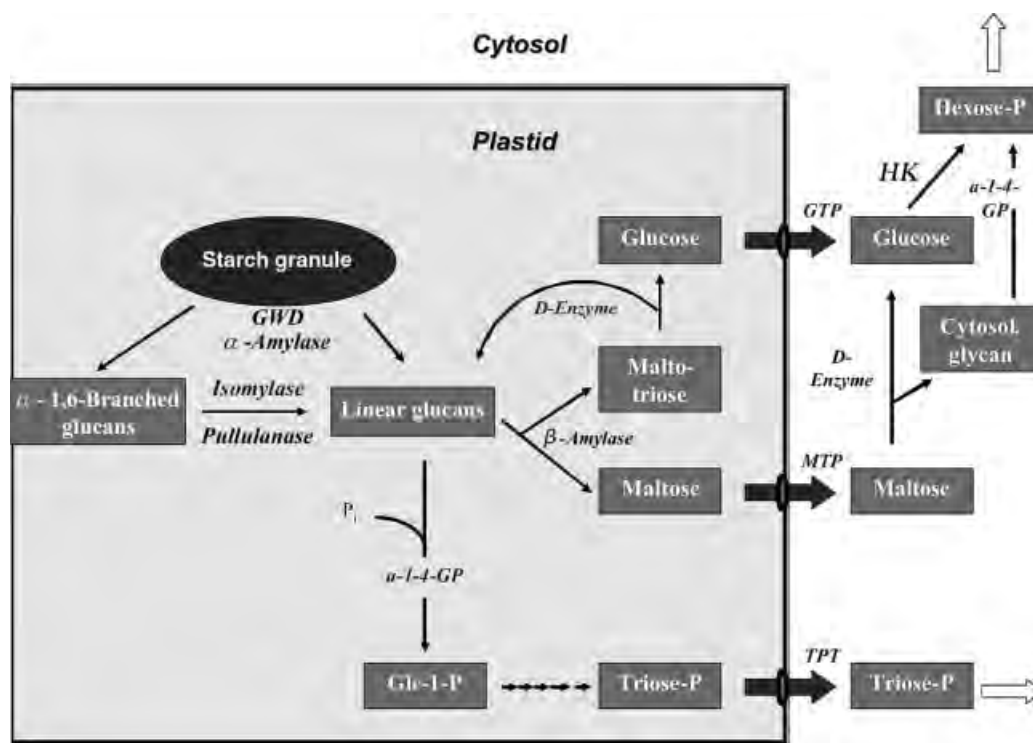 Cytosol
Plastid
Hexose-P
HK
a-1-4-
GP
GTP
Glucose
Glucose
Starch granule
GWD
α -Amylase
D-Enzyme
Cytosol.
glycan
D-
Enzyme
α - 1,6-Branched
glucans
Isomylase
Pullulanase
Linear glucans
Malto-
triose
β-Amylase
Maltose
MTP
Maltose
Pi
a-1-4-GP
Glc-1-P
Triose-P
TPT
Triose-P